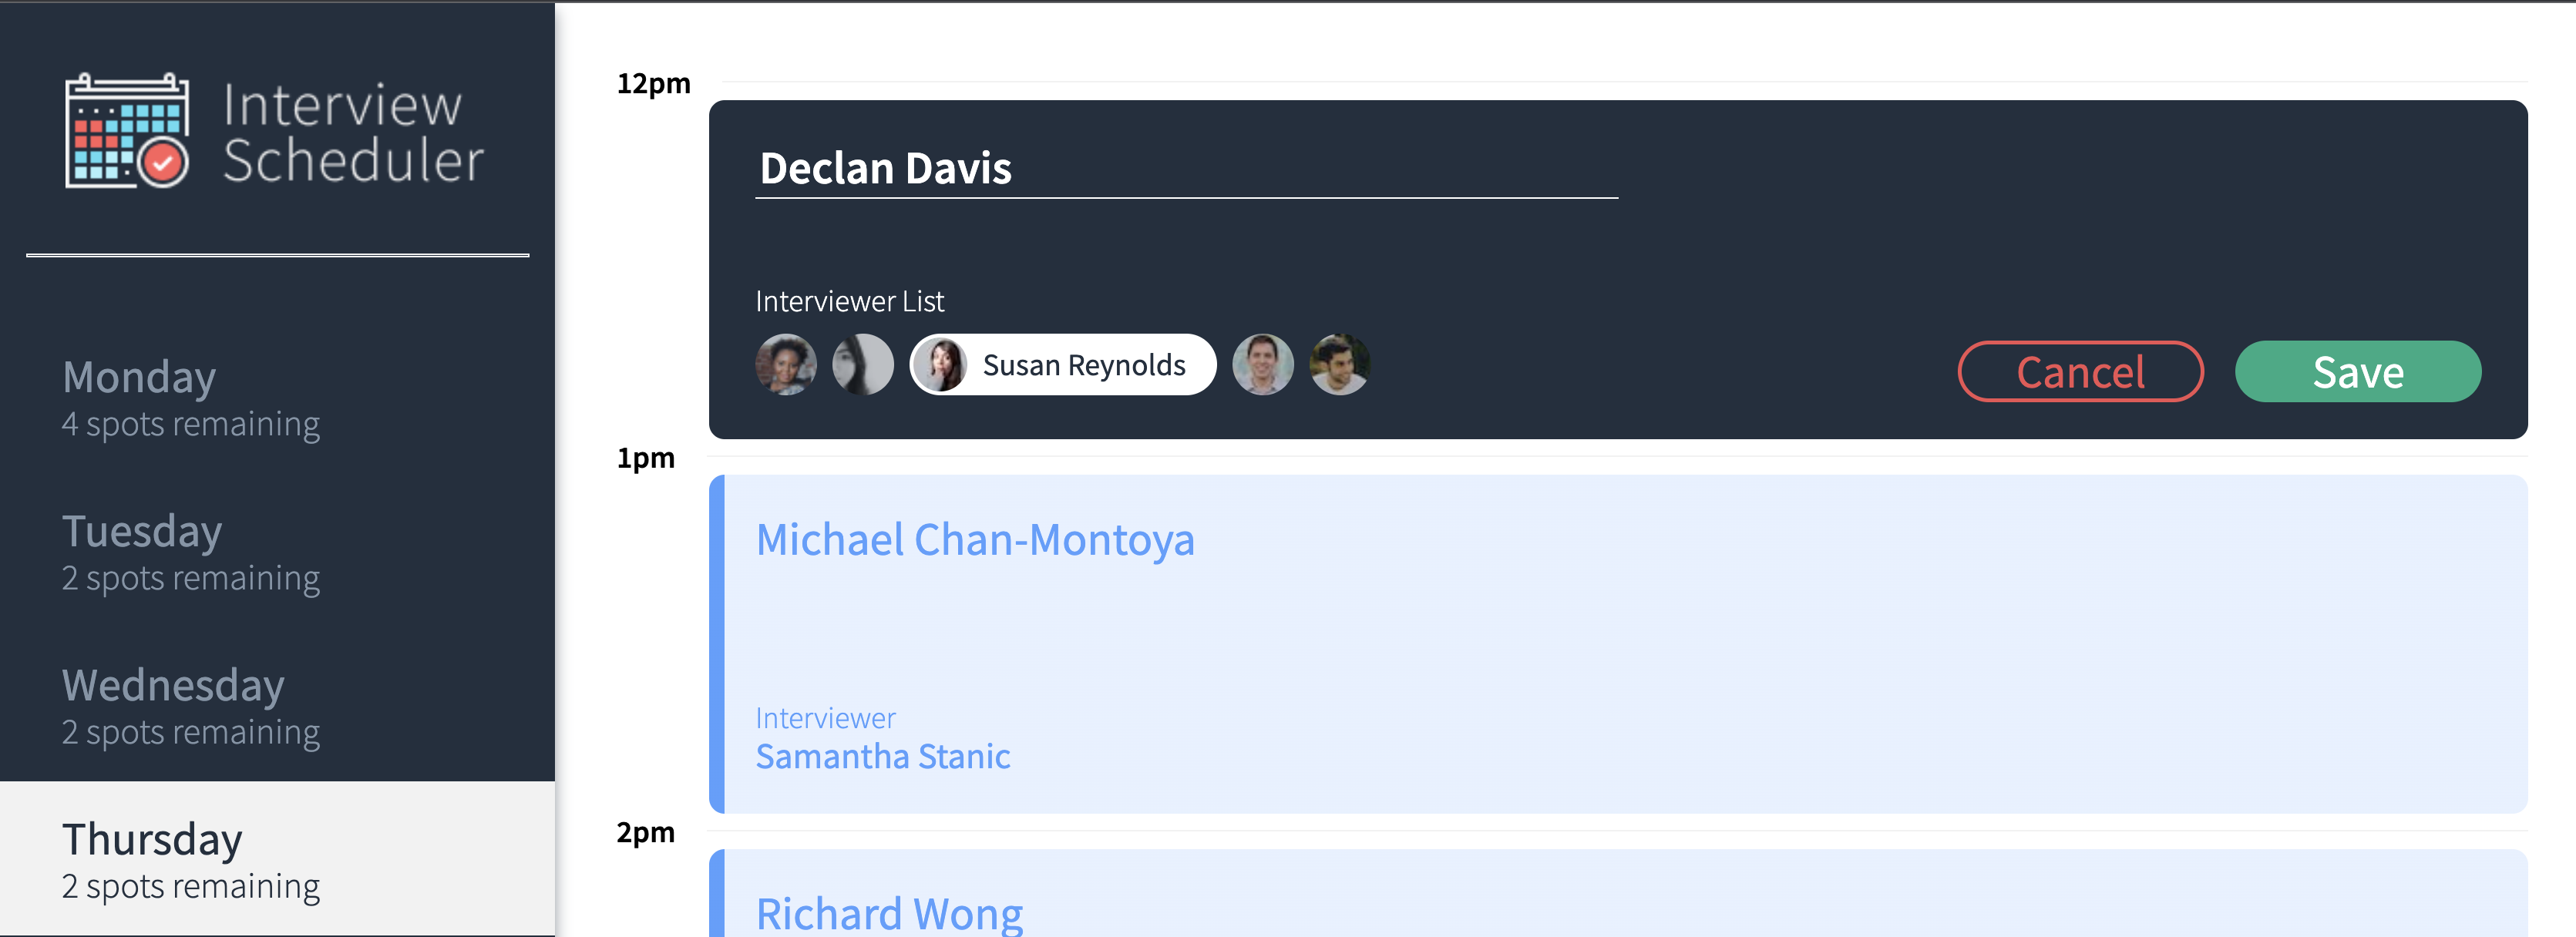 Interview
Scheduler
Monday
4 spots remaining
Tuesday
2 spots remaining
Wednesday
2 spots remaining
Thursday
2 spots remaining
12pm
Declan Davis
Interviewer List
Susan Reynolds
Cancel
Save
1pm
Michael Chan-Montoya
Interviewer
Samantha Stanic
2pm
Richard Wong